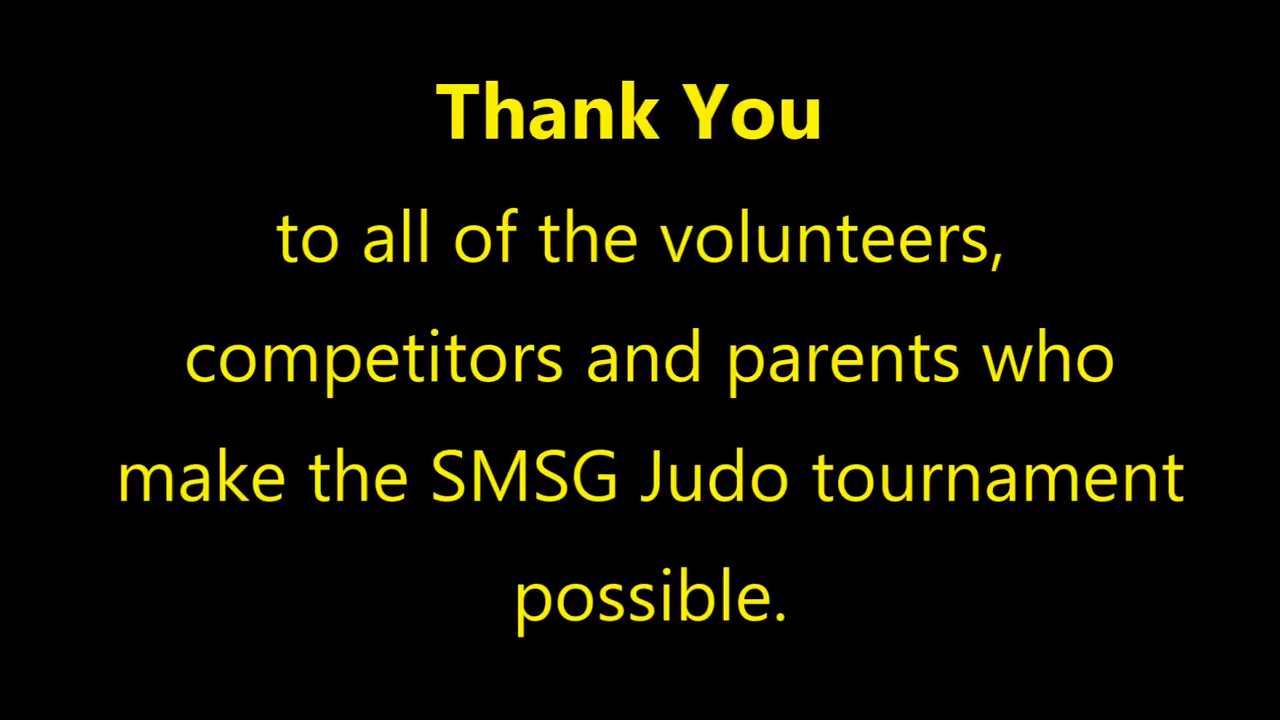 Thank You
to all of the volunteers,
competitors and parents who
make the SMSG Judo tournament
possible.